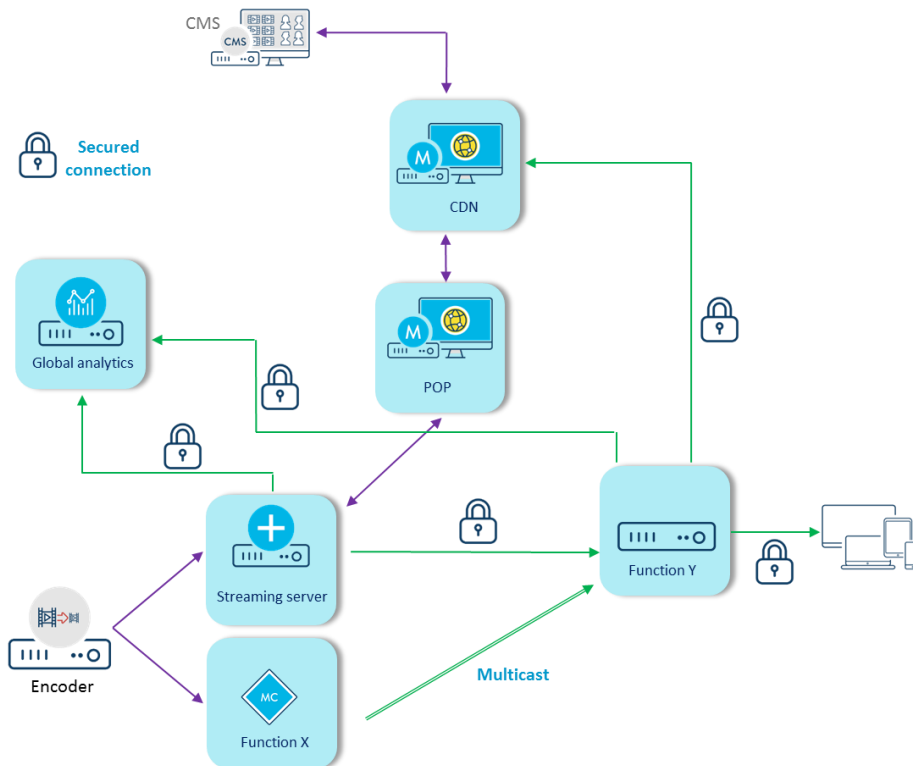 CMS
CMS
M
CDN
Secured
connection
M
POP
Global analytics
Streaming server
Function Y
Encoder
MC
Function X
Multicast